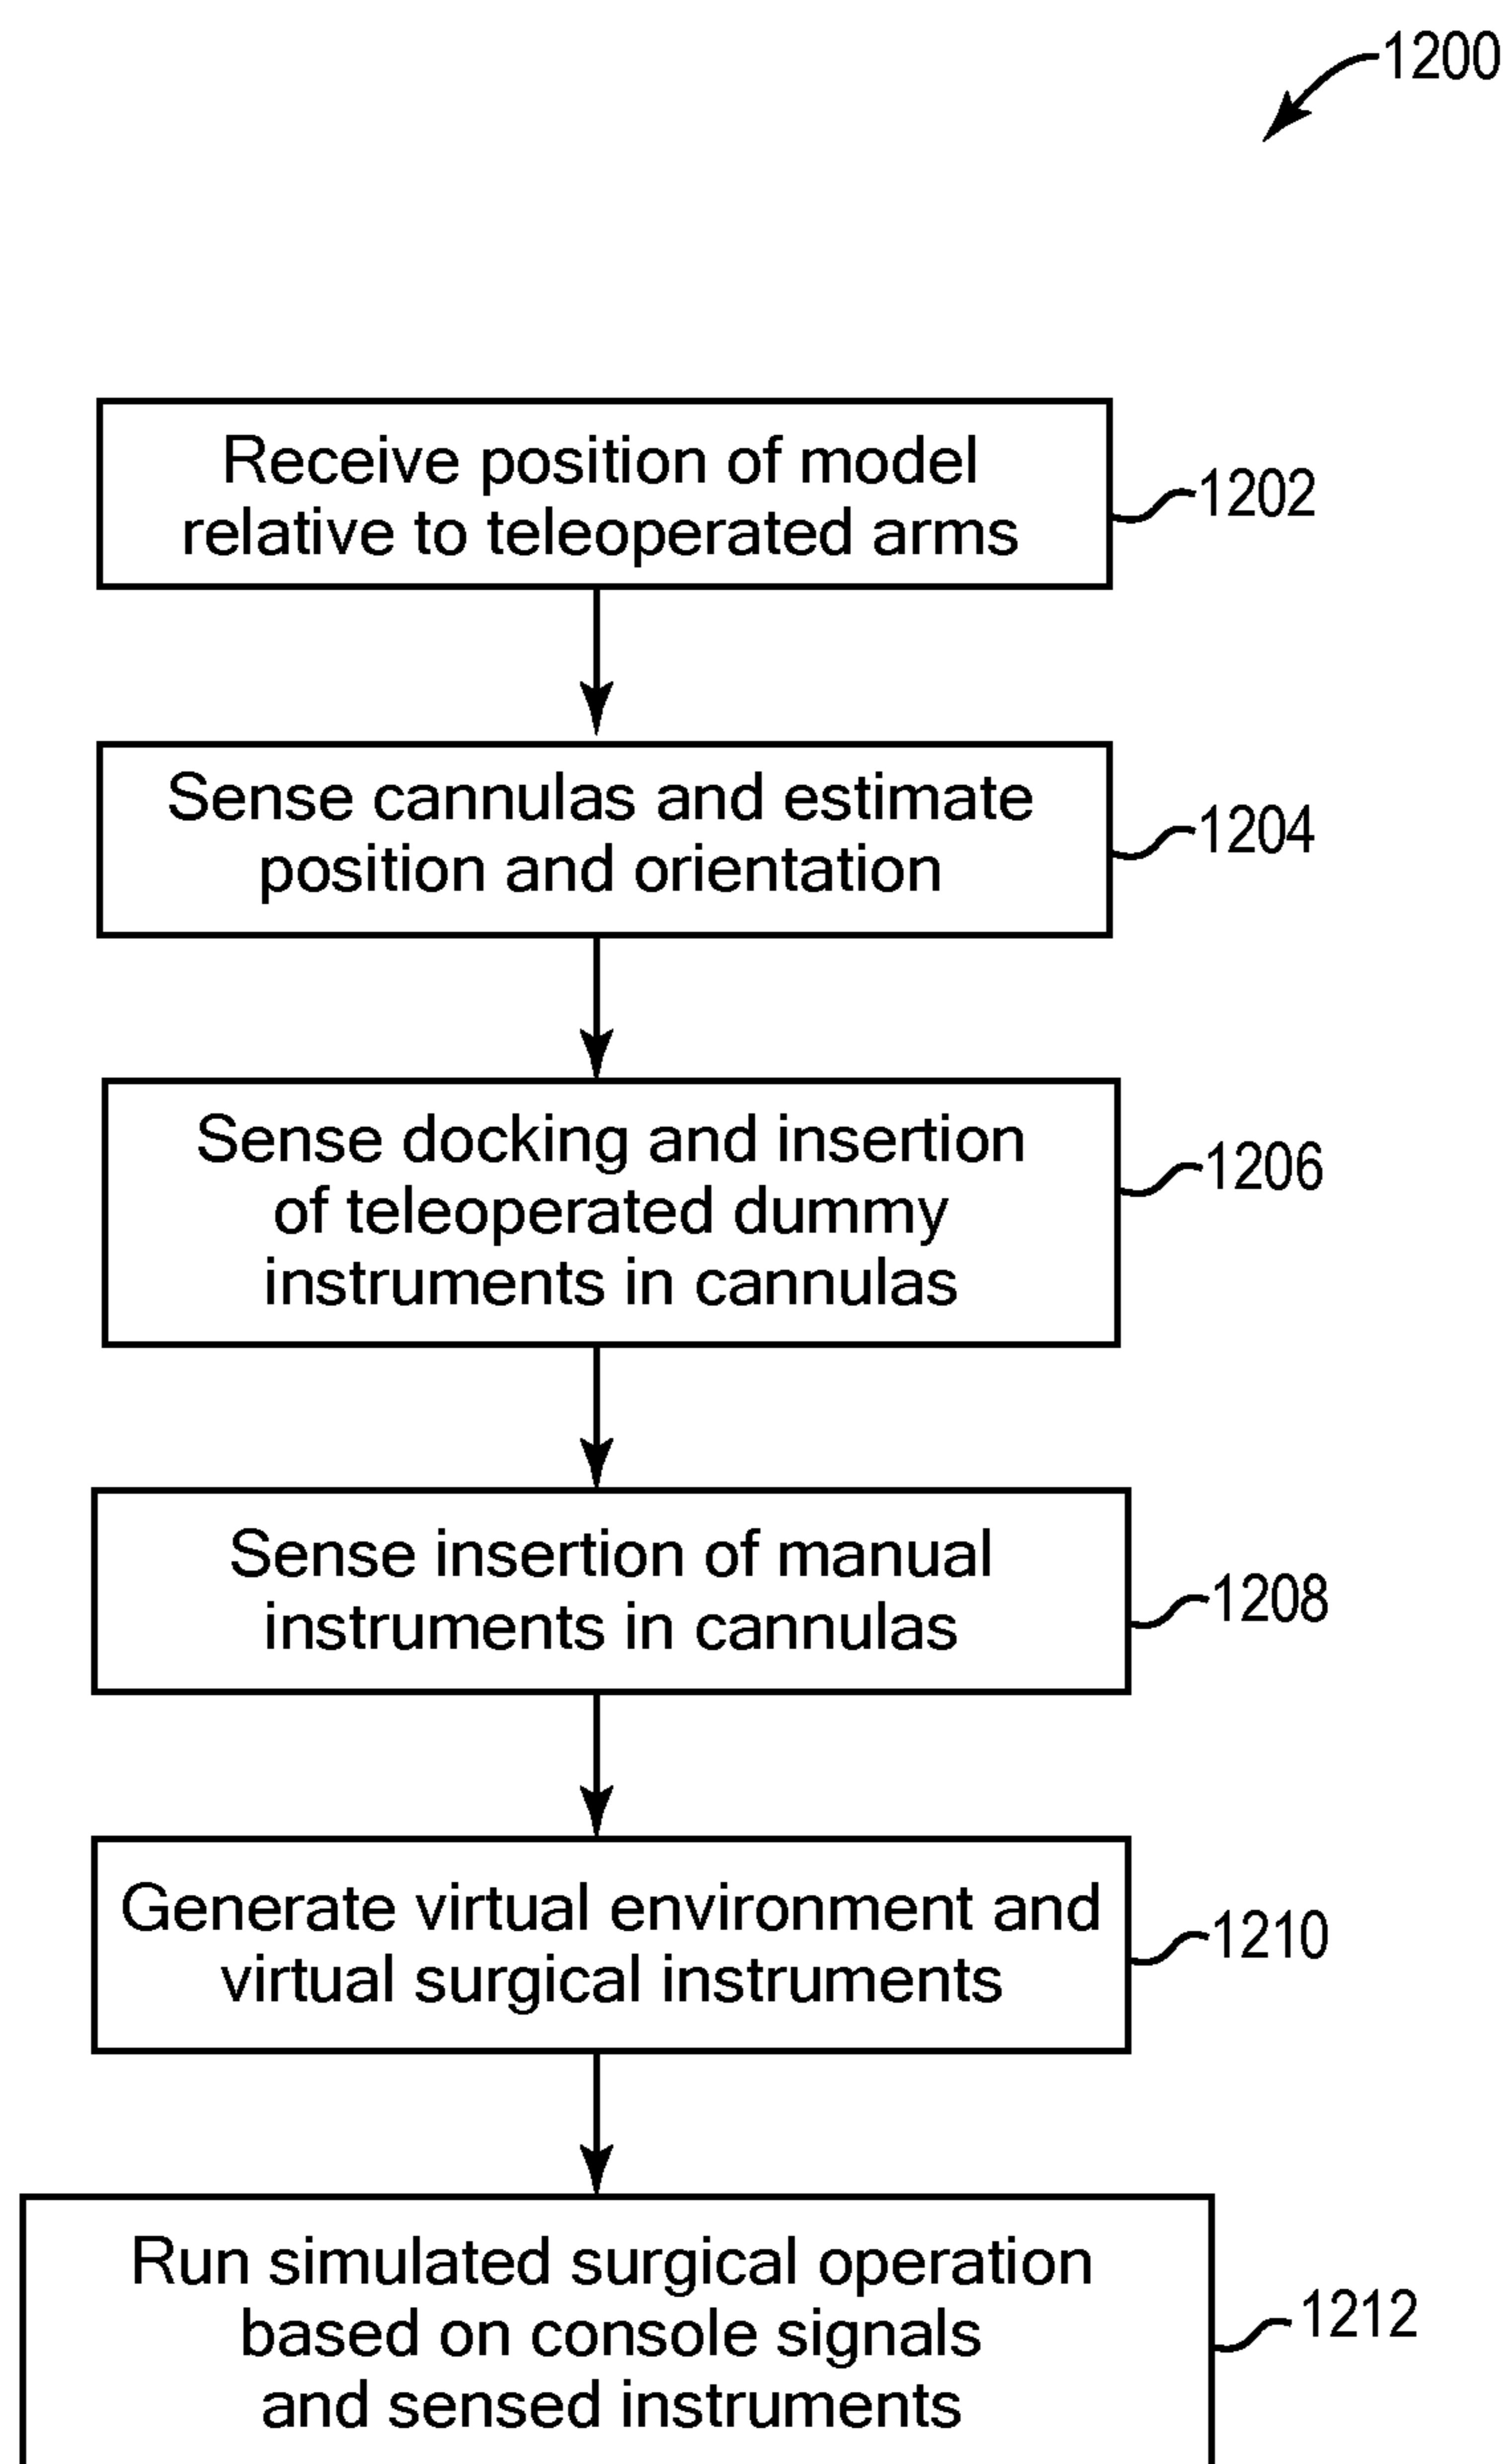 1200
Receive position of model
relative to teleoperated arms
1202
Sense cannulas and estimate
position and orientation
1204
Sense docking and insertion
of teleoperated dummy
instruments in cannulas
1206
Sense insertion of manual
instruments in cannulas
1208
Generate virtual environment and
virtual surgical instruments
1210
Run simulated surgical operation
based on console signals
and sensed instruments
1212